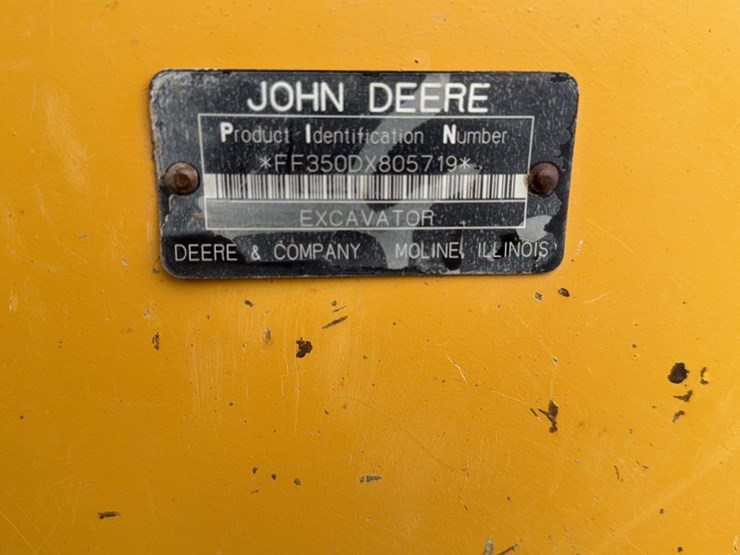 JOHN DEERE
Product Identification Number
*FF350DX805719*
EXCAVATOR
DEERE & COMPANY MOLINE, ILLINOIS